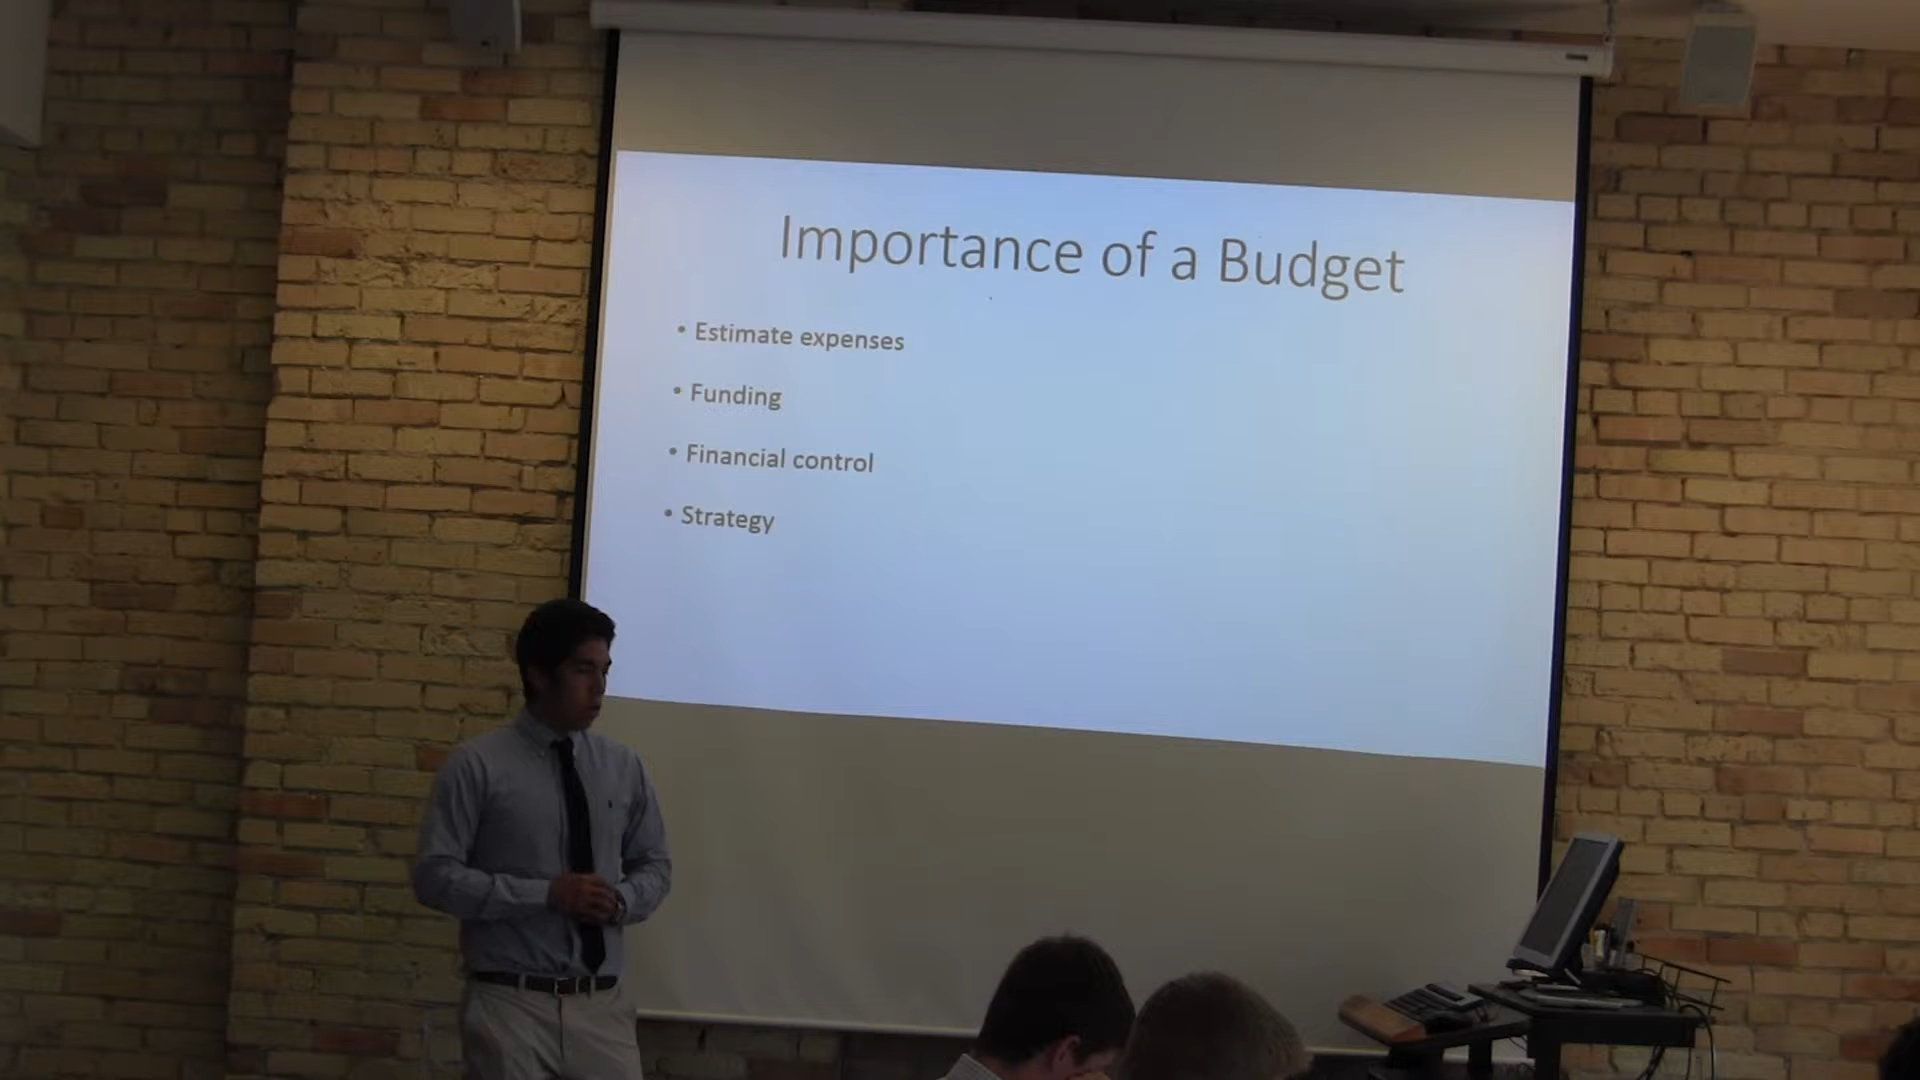 Importance of a Budget
• Estimate expenses
• Funding
• Financial control
• Strategy